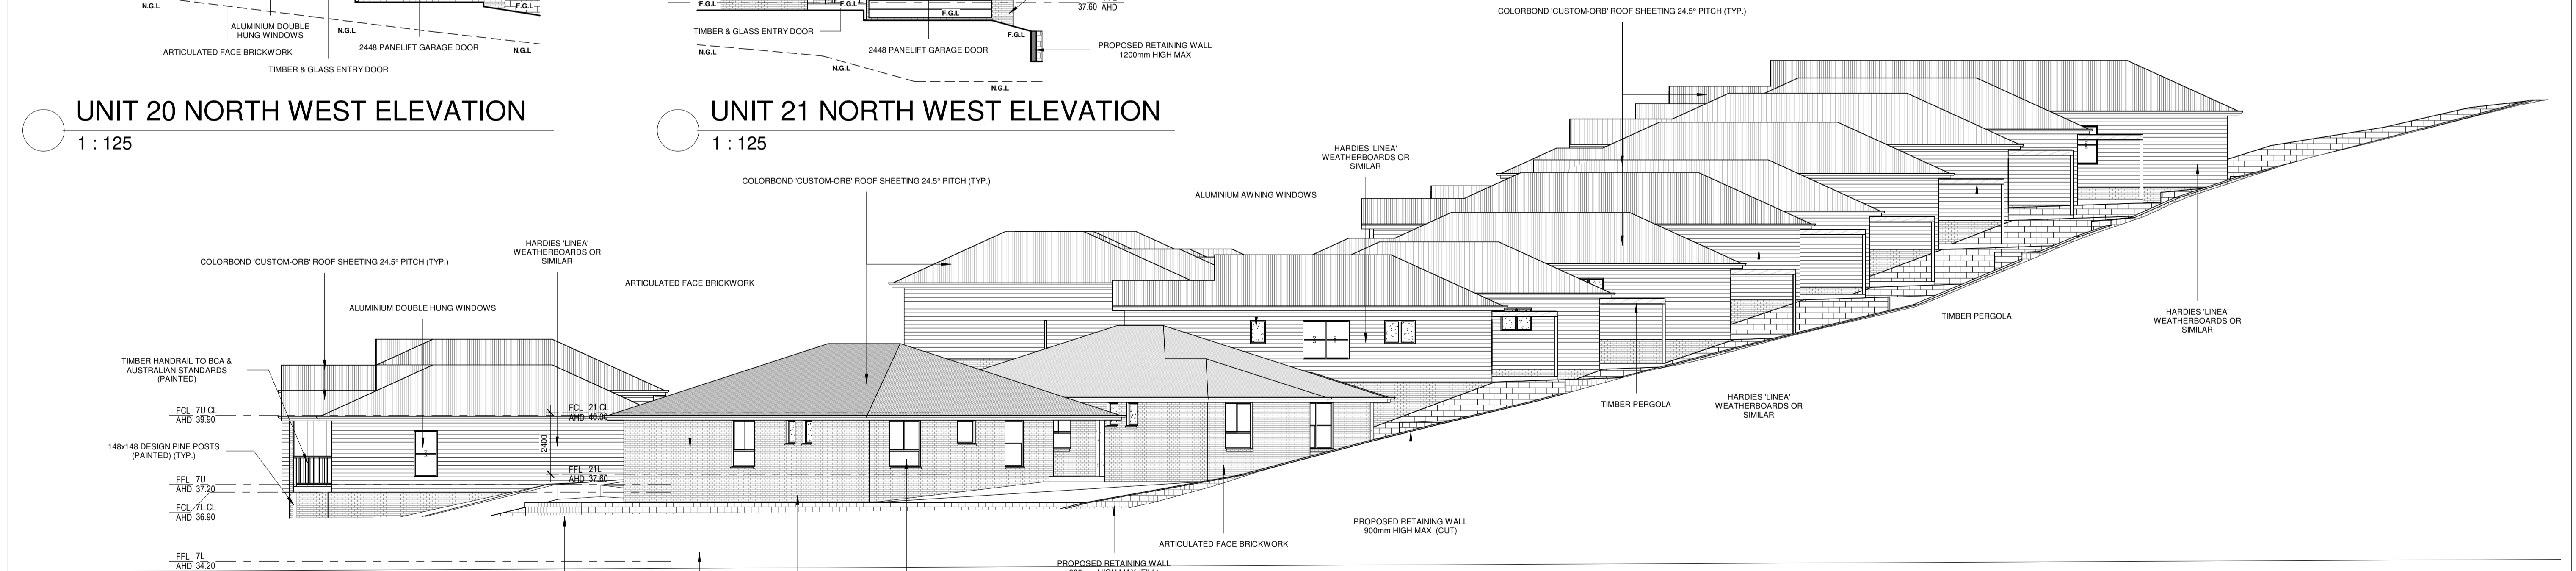 N.G.L
ALUMINIUM DOUBLE
HUNG WINDOWS
N.G.L
F.G.L
ARTICULATED FACE BRICKWORK
2448 PANELIFT GARAGE DOOR
N.G.L
TIMBER & GLASS ENTRY DOOR
UNIT 20 NORTH WEST ELEVATION
1 : 125
F.G.L
F.G.L
F.G.L
37.60 AHD
TIMBER & GLASS ENTRY DOOR
F.G.L
N.G.L
2448 PANELIFT GARAGE DOOR
PROPOSED RETAINING WALL
1200mm HIGH MAX
N.G.L
N.G.L
UNIT 21 NORTH WEST ELEVATION
1 : 125
COLORBOND 'CUSTOM-ORB' ROOF SHEETING 24.5° PITCH (TYP.)
HARDIES 'LINEA'
WEATHERBOARDS OR
SIMILAR
COLORBOND 'CUSTOM-ORB' ROOF SHEETING 24.5° PITCH (TYP.)
ALUMINIUM AWNING WINDOWS
HARDIES 'LINEA'
WEATHERBOARDS OR
SIMILAR
COLORBOND 'CUSTOM-ORB' ROOF SHEETING 24.5° PITCH (TYP.)
ARTICULATED FACE BRICKWORK
ALUMINIUM DOUBLE HUNG WINDOWS
TIMBER HANDRAIL TO BCA &
AUSTRALIAN STANDARDS
(PAINTED)
FCL 7U CL
AHD 39.90
148x148 DESIGN PINE POSTS
(PAINTED) (TYP.)
FFL 7U
AHD 37.20
FCL 7L CL
AHD 36.90
FFL 7L
AHD 34.20
FCL 21 CL
AHD 40.00
2400
FFL 21L
AHD 37.60
TIMBER PERGOLA
HARDIES 'LINEA'
WEATHERBOARDS OR
SIMILAR
TIMBER PERGOLA
HARDIES 'LINEA'
WEATHERBOARDS OR
SIMILAR
PROPOSED RETAINING WALL
900mm HIGH MAX (CUT)
ARTICULATED FACE BRICKWORK
PROPOSED RETAINING WALL